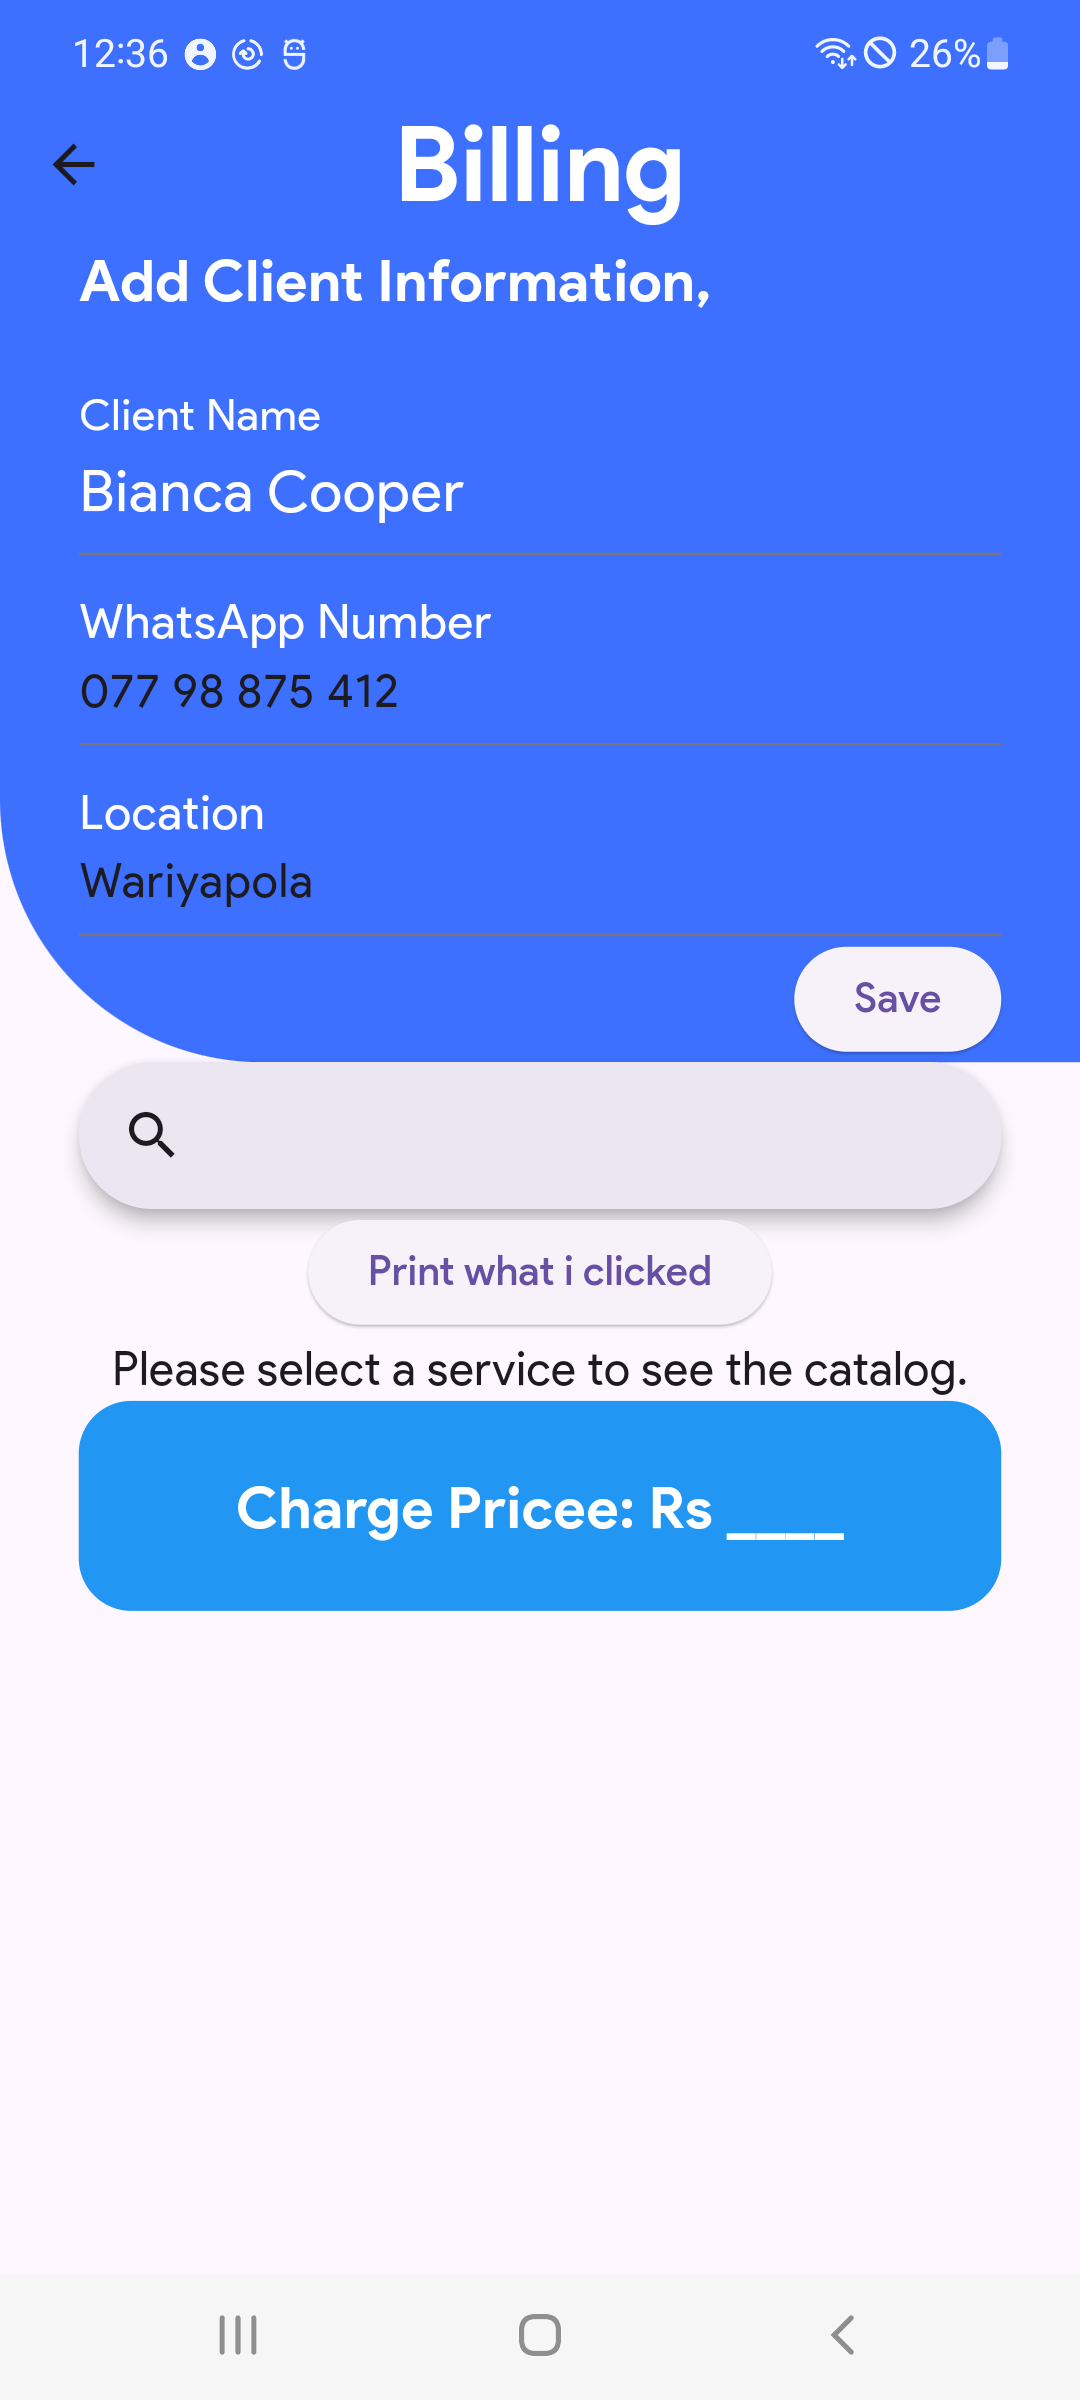 12:36 26%
Billing
Add Client Information,
Client Name
Bianca Cooper
WhatsApp Number
077 98 875 412
Location
Wariyapola
Save
Print what i clicked
Please select a service to see the catalog.
Charge Pricee: Rs ____